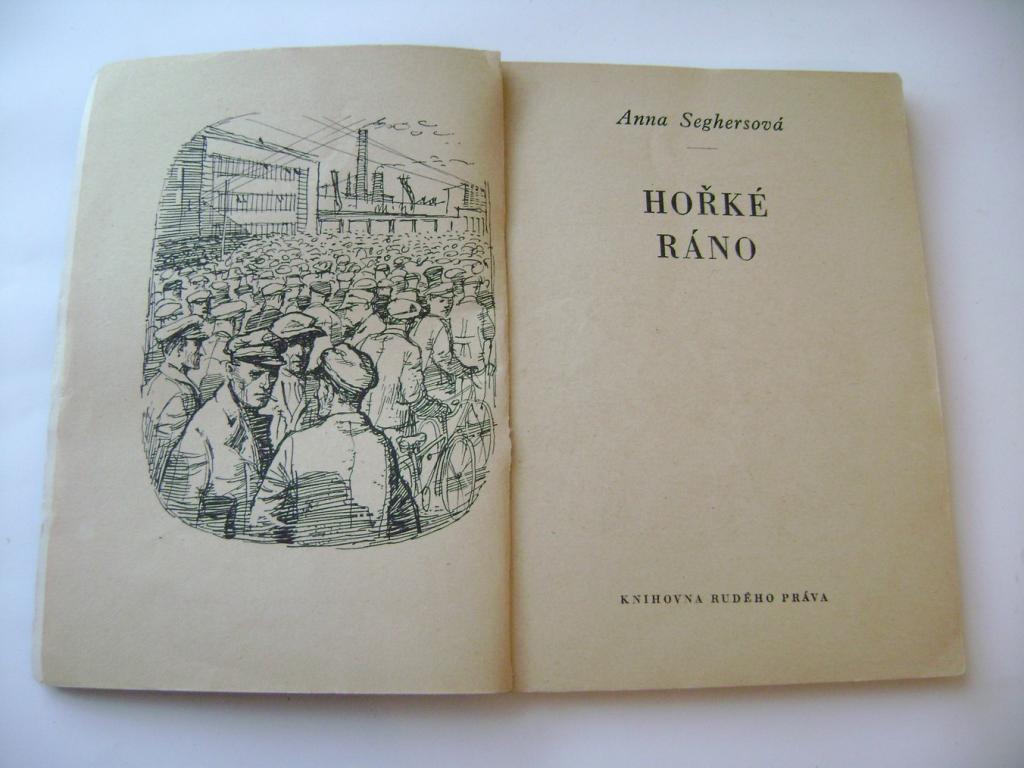 Anna Seghersová
HOŘKÉ
RÁNO
KNIHOVNA RUDÉHO PRÁVA